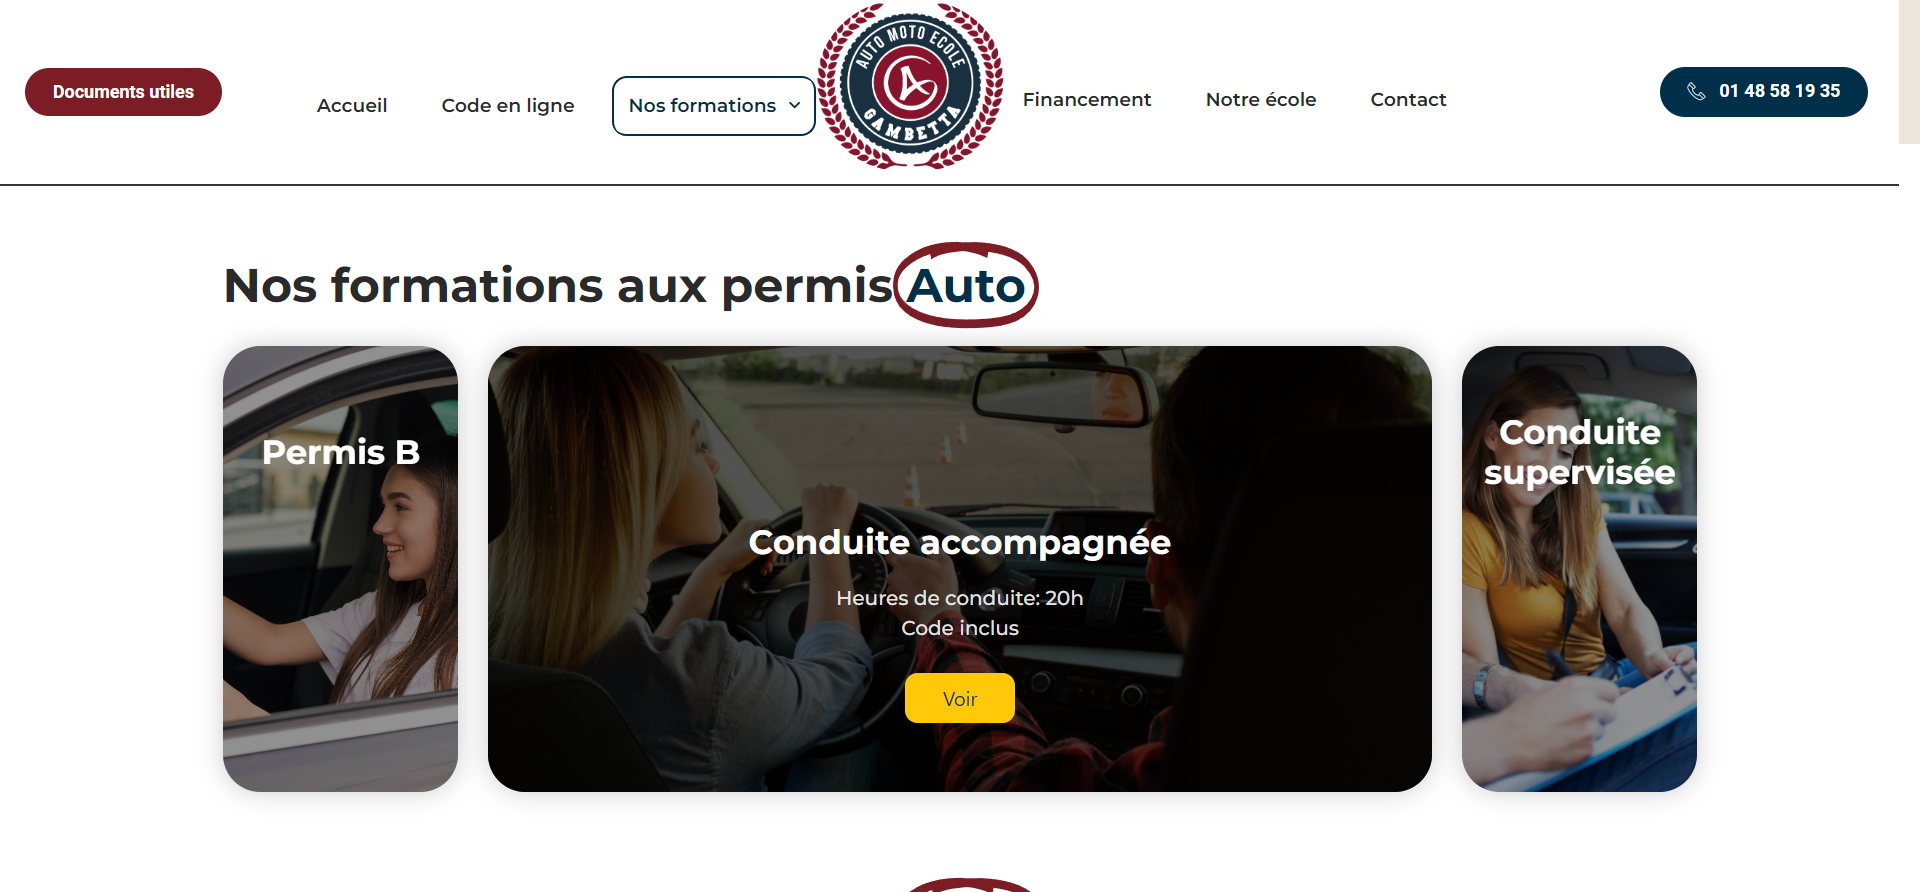 Documents utiles
Accueil
Code en ligne
Nos formations
AUTO MOTO ECOLE
GAMBETTA
Financement
Notre école
Contact
01 48 58 19 35
Nos formations aux permis Auto
Permis B
Conduite accompagnée
Heures de conduite: 20h
Code inclus
Voir
Conduite
supervisée